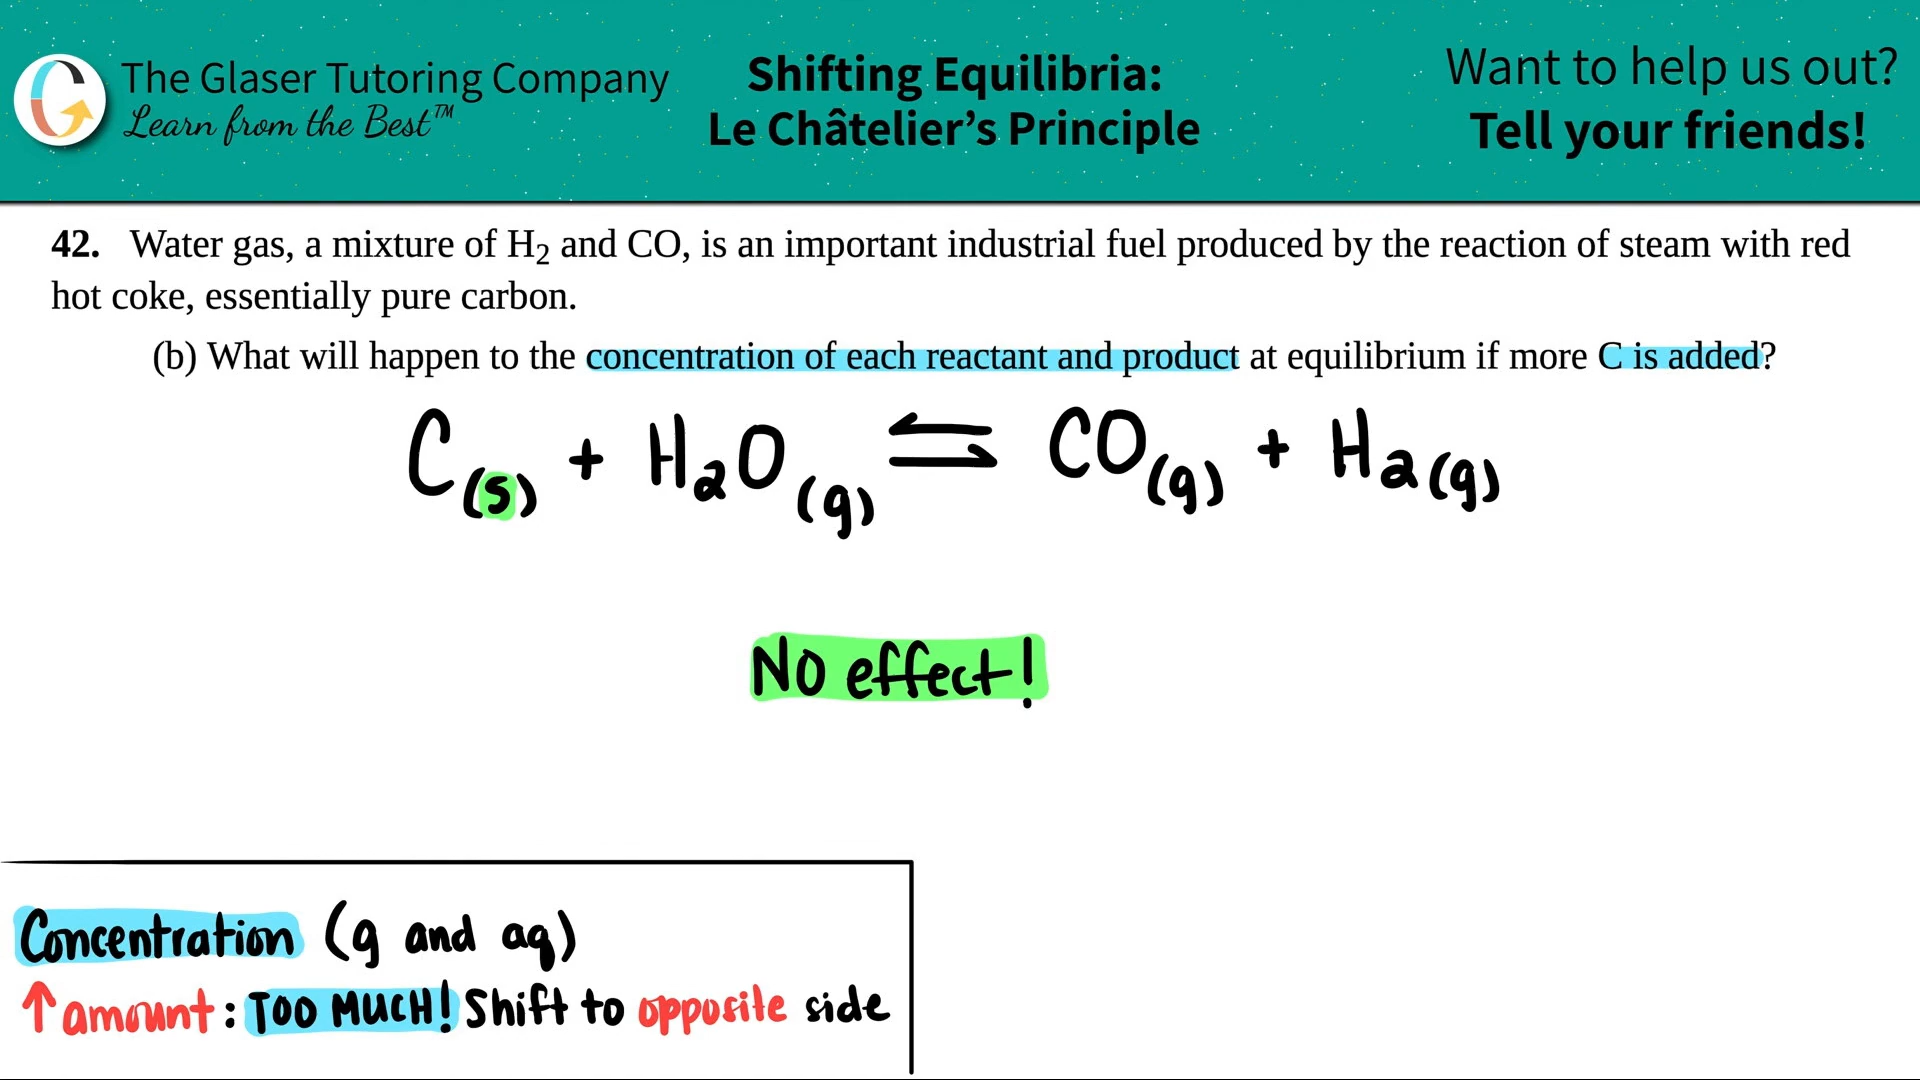 The Glaser Tutoring Company
Learn from the Best™
Shifting Equilibria:
Le Châtelier's Principle
Want to help us out?
Tell your friends!
42. Water gas, a mixture of H₂ and CO, is an important industrial fuel produced by the reaction of steam with red
hot coke, essentially pure carbon.
(b) What will happen to the concentration of each reactant and product at equilibrium if more C is added?
C(s) + H₂O(g) ⇌ CO(g) + H₂(g)
No effect!
Concentration (g and aq)
↑ amount: TOO MUCH! Shift to opposite side